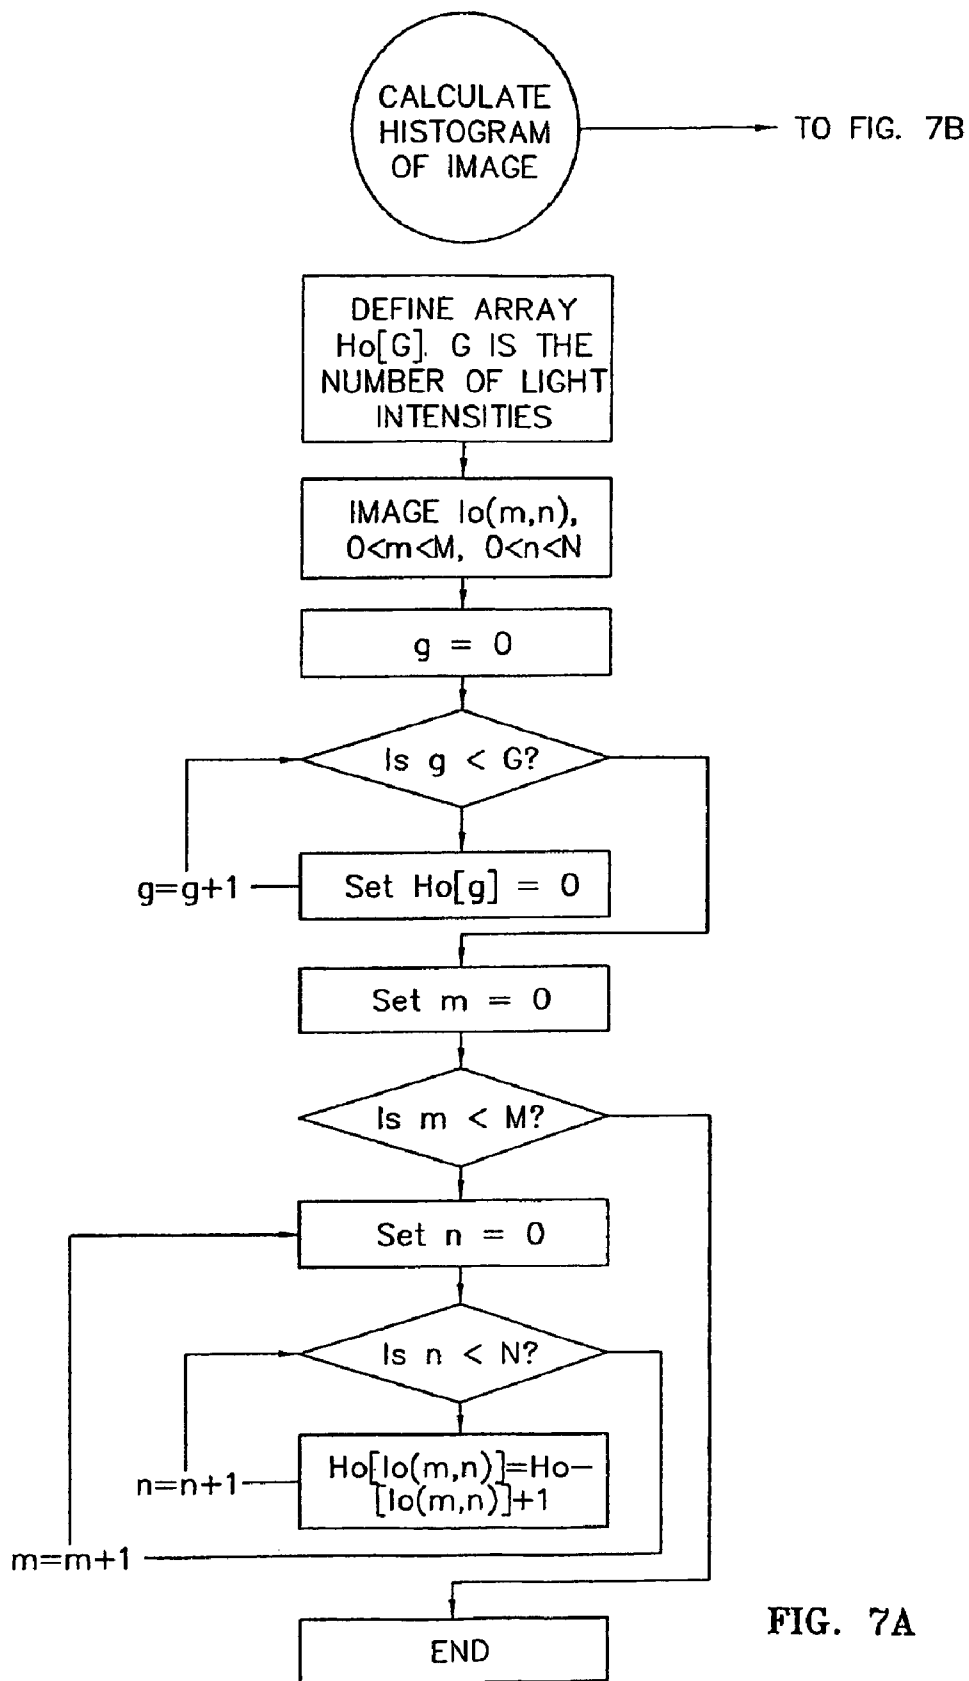 CALCULATE
HISTOGRAM
OF IMAGE
TO FIG. 7B
DEFINE ARRAY
Ho[G]. G IS THE
NUMBER OF LIGHT
INTENSITIES
IMAGE Io(m,n),
0<m<M, 0<n<N
g = 0
Is g < G?
g=g+1
Set Ho[g] = 0
Set m = 0
Is m < M?
Set n = 0
Is n < N?
Ho[Io(m,n)]=Ho-
[Io(m,n)]+1
n=n+1
m=m+1
END
FIG. 7A